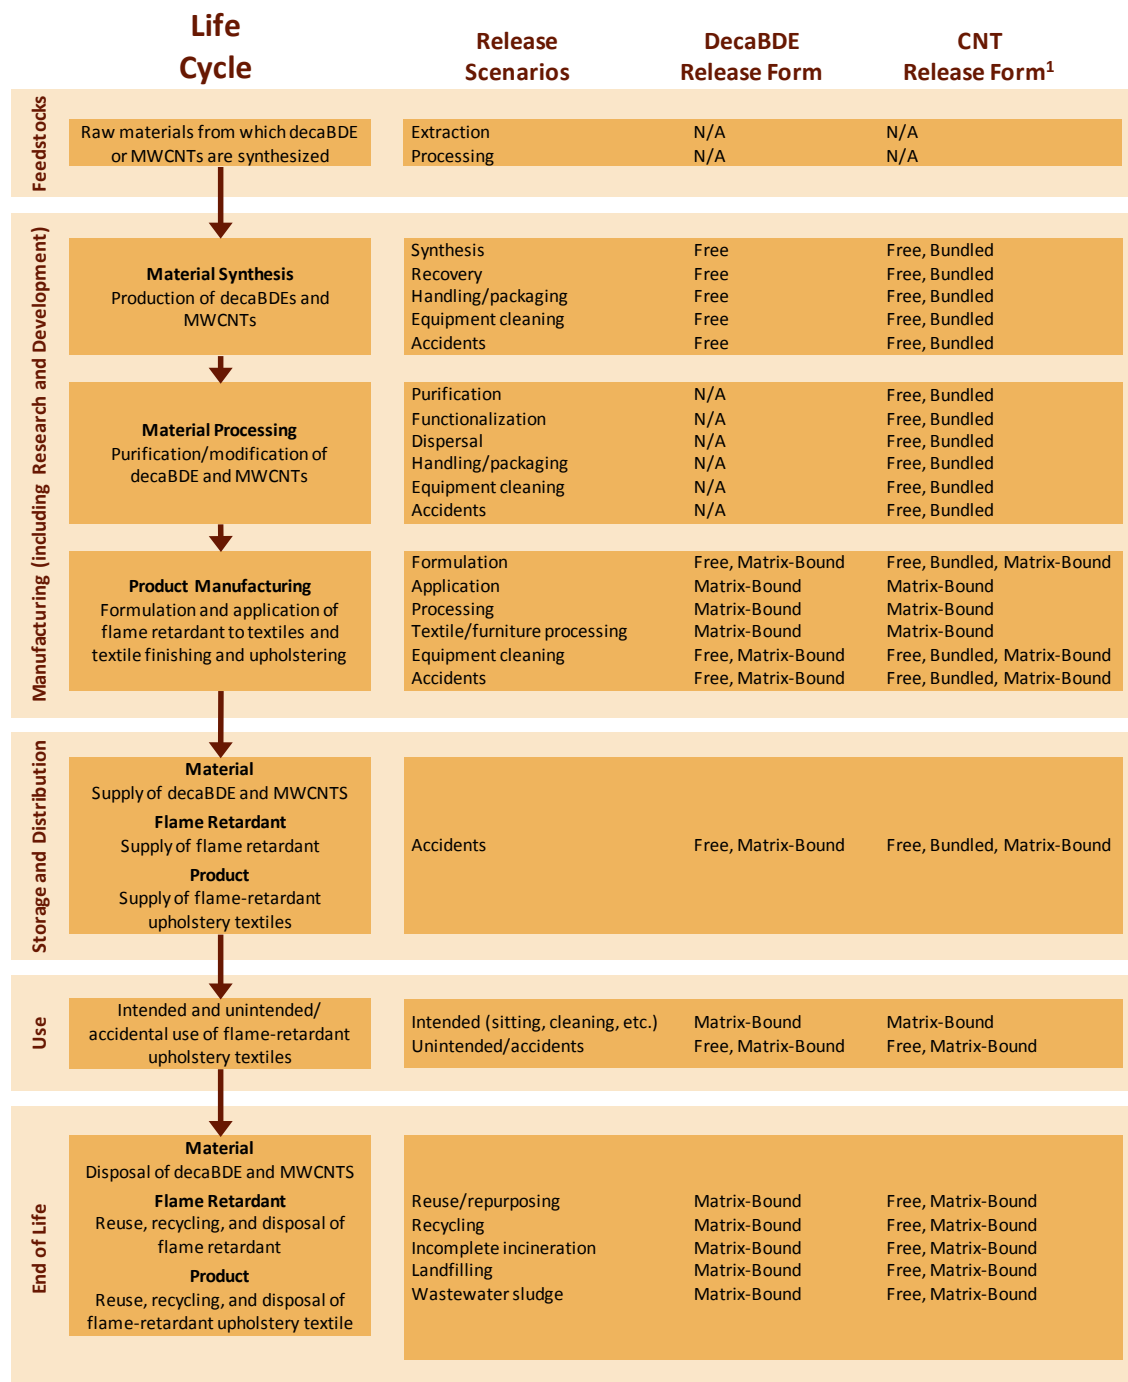 Life
Cycle
Release
Scenarios
DecaBDE
Release Form
CNT
Release Form1
Feedstocks
Raw materials from which decaBDE
or MWCNTs are synthesized
Extraction N/A N/A
Processing N/A N/A
Manufacturing (including Research and Development)
Material Synthesis
Production of decaBDEs and
MWCNTs
Synthesis Free Free, Bundled
Recovery Free Free, Bundled
Handling/packaging Free Free, Bundled
Equipment cleaning Free Free, Bundled
Accidents Free Free, Bundled
Material Processing
Purification/modification of
decaBDE and MWCNTs
Purification N/A Free, Bundled
Functionalization N/A Free, Bundled
Dispersal N/A Free, Bundled
Handling/packaging N/A Free, Bundled
Equipment cleaning N/A Free, Bundled
Accidents N/A Free, Bundled
Product Manufacturing
Formulation and application of
flame retardant to textiles and
textile finishing and upholstering
Formulation Free, Matrix-Bound Free, Bundled, Matrix-Bound
Application Matrix-Bound Matrix-Bound
Processing Matrix-Bound Matrix-Bound
Textile/furniture processing Matrix-Bound Matrix-Bound
Equipment cleaning Free, Matrix-Bound Free, Bundled, Matrix-Bound
Accidents Free, Matrix-Bound Free, Bundled, Matrix-Bound
Storage and Distribution
Material
Supply of decaBDE and MWCNTS
Flame Retardant
Supply of flame retardant
Product
Supply of flame-retardant
upholstery textiles
Accidents Free, Matrix-Bound Free, Bundled, Matrix-Bound
Use
Intended and unintended/
accidental use of flame-retardant
upholstery textiles
Intended (sitting, cleaning, etc.) Matrix-Bound Matrix-Bound
Unintended/accidents Free, Matrix-Bound Free, Matrix-Bound
End of Life
Material
Disposal of decaBDE and MWCNTS
Flame Retardant
Reuse, recycling, and disposal of
flame retardant
Product
Reuse, recycling, and disposal of
flame-retardant upholstery textile
Reuse/repurposing Matrix-Bound Free, Matrix-Bound
Recycling Matrix-Bound Free, Matrix-Bound
Incomplete incineration Matrix-Bound Free, Matrix-Bound
Landfilling Matrix-Bound Free, Matrix-Bound
Wastewater sludge Matrix-Bound Free, Matrix-Bound